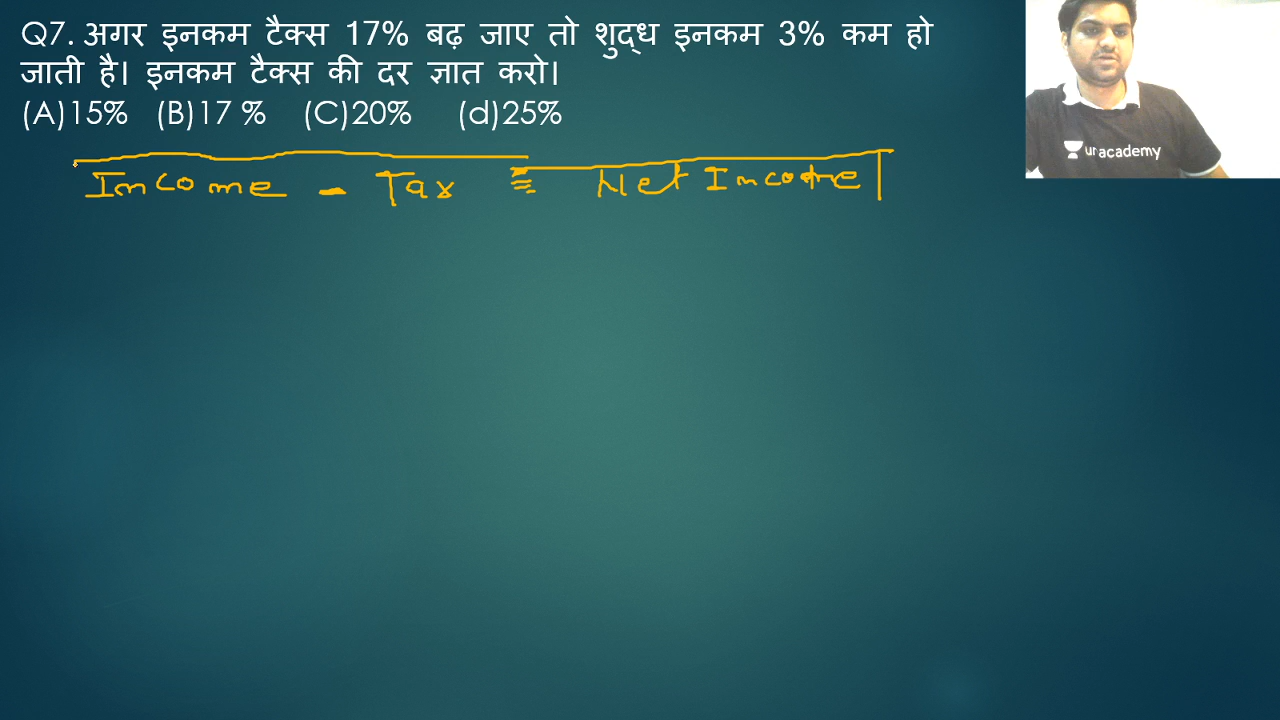 Q7. अगर इनकम टैक्स 17% बढ़ जाए तो शुद्ध इनकम 3% कम हो
जाती है। इनकम टैक्स की दर ज्ञात करो।
(A)15% (B)17 % (C)20% (d)25%
Income - Tax = Net Income
uracademy